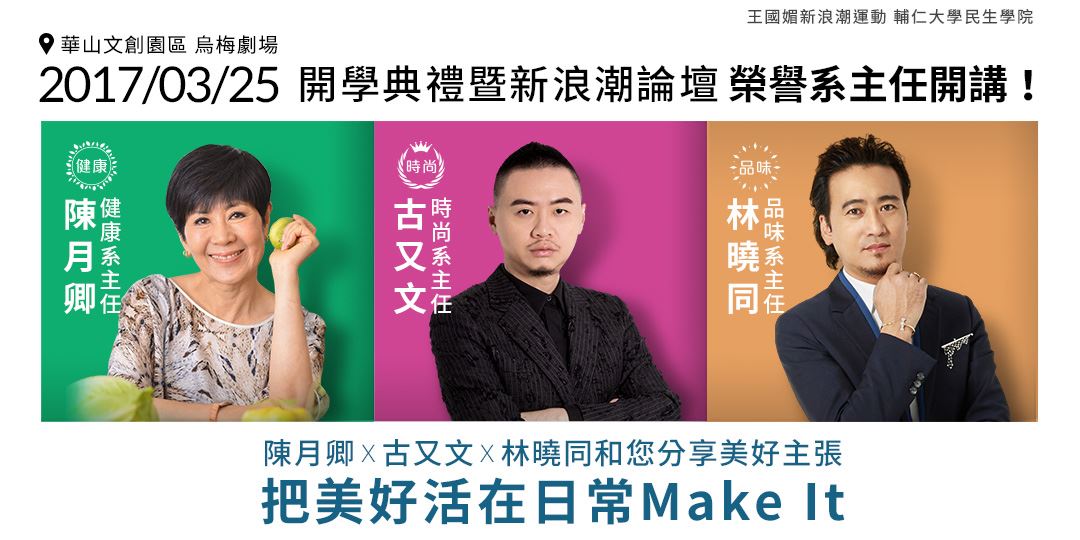 王國媚新浪潮運動 輔仁大學民生學院
華山文創園區 烏梅劇場
2017/03/25 開學典禮暨新浪潮論壇 榮譽系主任開講！
健康
健康系主任
陳月卿
時尚
時尚系主任
古又文
品味
品味系主任
林曉同
陳月卿 X 古又文 X 林曉同和您分享美好主張
把美好活在日常Make It